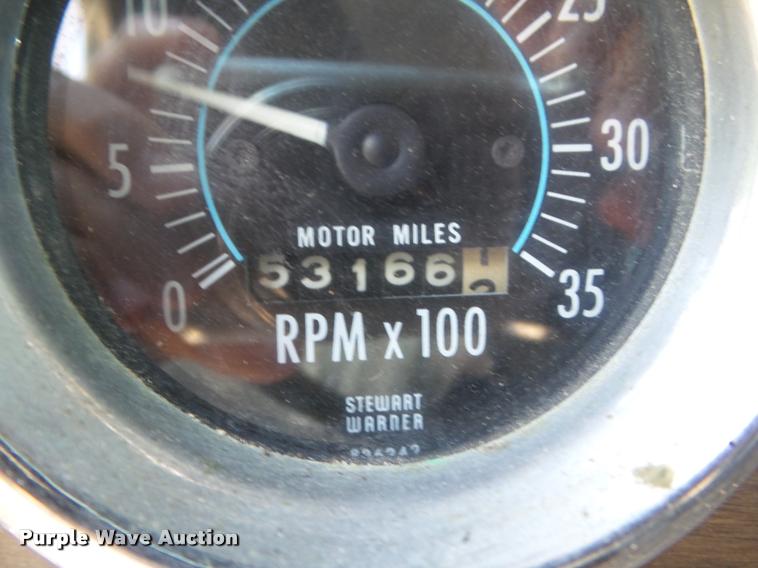 10
25
5
30
MOTOR MILES
53166
0
35
RPM x 100
STEWART
WARNER
Purple Wave Auction